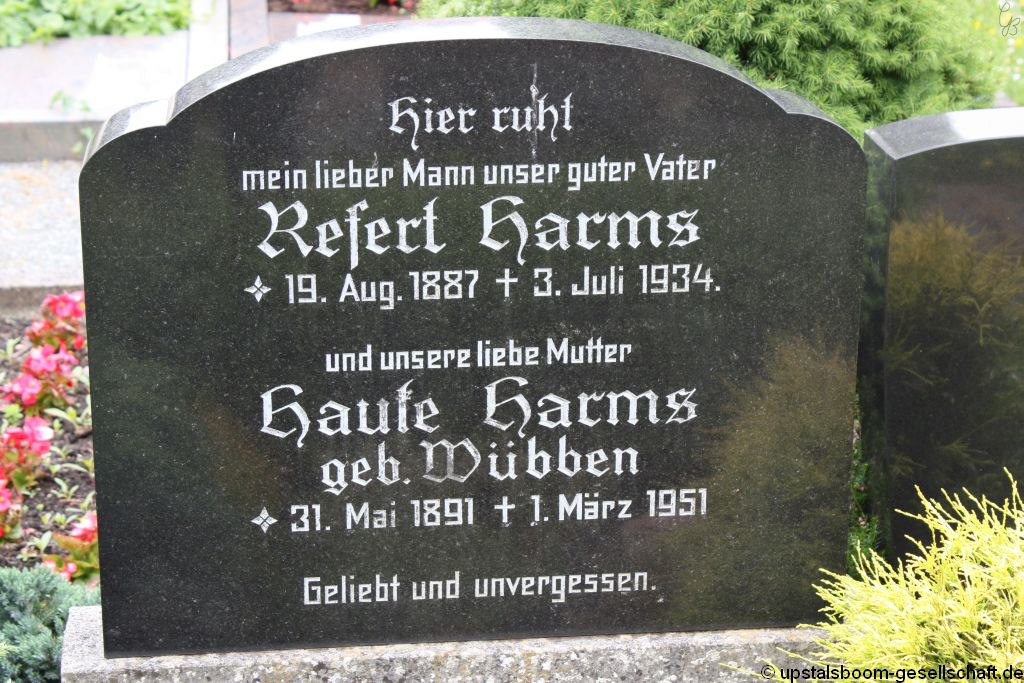 Hier ruht
mein lieber Mann unser guter Vater
Refert Harms
19. Aug. 1887 † 3. Juli 1934.
und unsere liebe Mutter
Hauke Harms
geb. Wübben
31. Mai 1891 † 1. März 1951
Geliebt und unvergessen.
© upstalsboom-gesellschaft.de